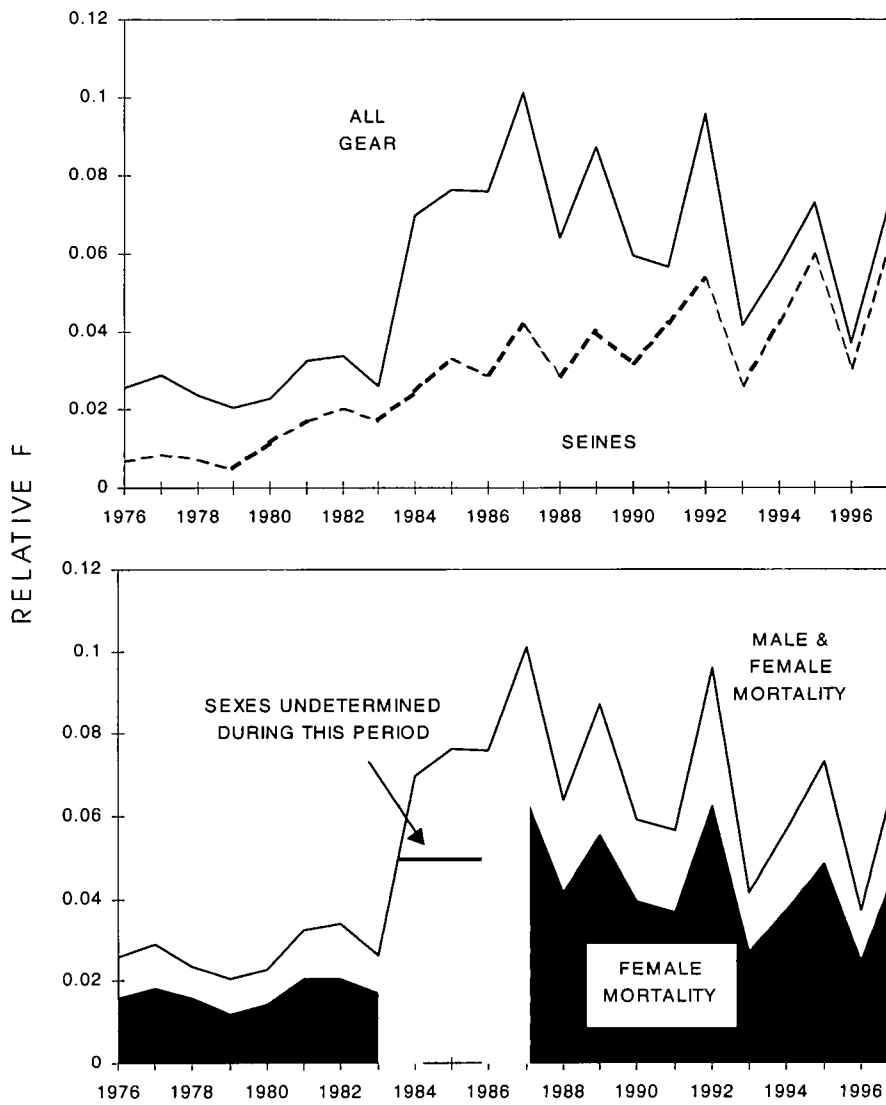 RELATIVE F
0.12
0.1
0.08
0.06
0.04
0.02
0
ALL
GEAR
SEINES
1976 1978 1980 1982 1984 1986 1988 1990 1992 1994 1996
0.12
0.1
0.08
0.06
0.04
0.02
0
MALE &
FEMALE
MORTALITY
SEXES UNDETERMINED
DURING THIS PERIOD
FEMALE
MORTALITY
1976 1978 1980 1982 1984 1986 1988 1990 1992 1994 1996